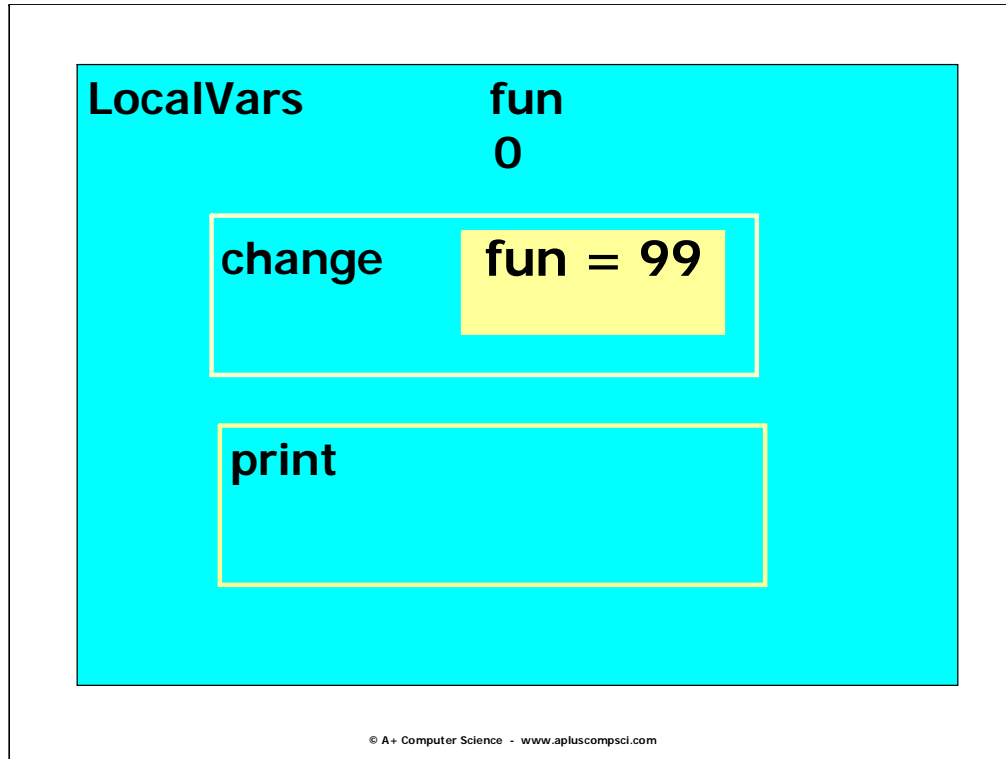 LocalVars fun
0
change fun = 99
print
© A+ Computer Science - www.apluscompsci.com